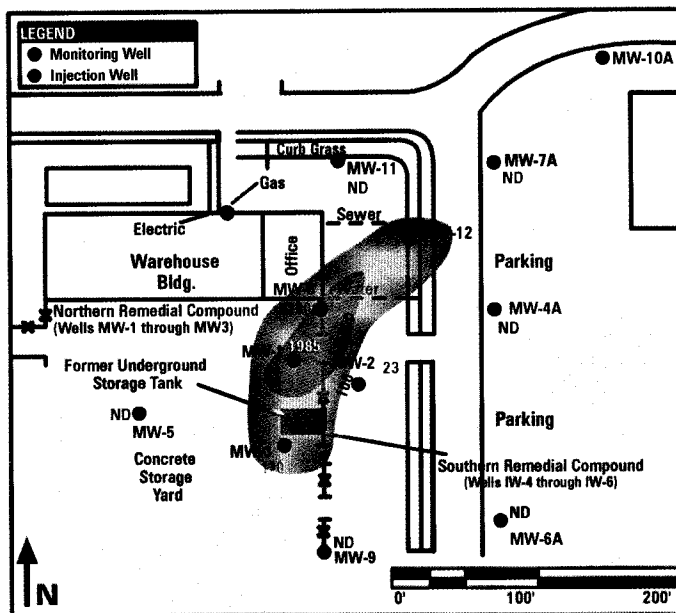 LEGEND
Monitoring Well
Injection Well
MW-10A
Curb Grass
MW-11
ND
MW-7A
ND
Gas
Sewer
Electric
Office
Warehouse
Bldg.
-12
Parking
Northern Remedial Compound
(Wells MW-1 through MW3)
MW-4A
ND
1985
Former Underground
Storage Tank
23
ND
MW-5
Parking
Concrete
Storage
Yard
Southern Remedial Compound
(Wells IW-4 through IW-6)
ND
MW-6A
ND
MW-9
N
0'
100'
200'